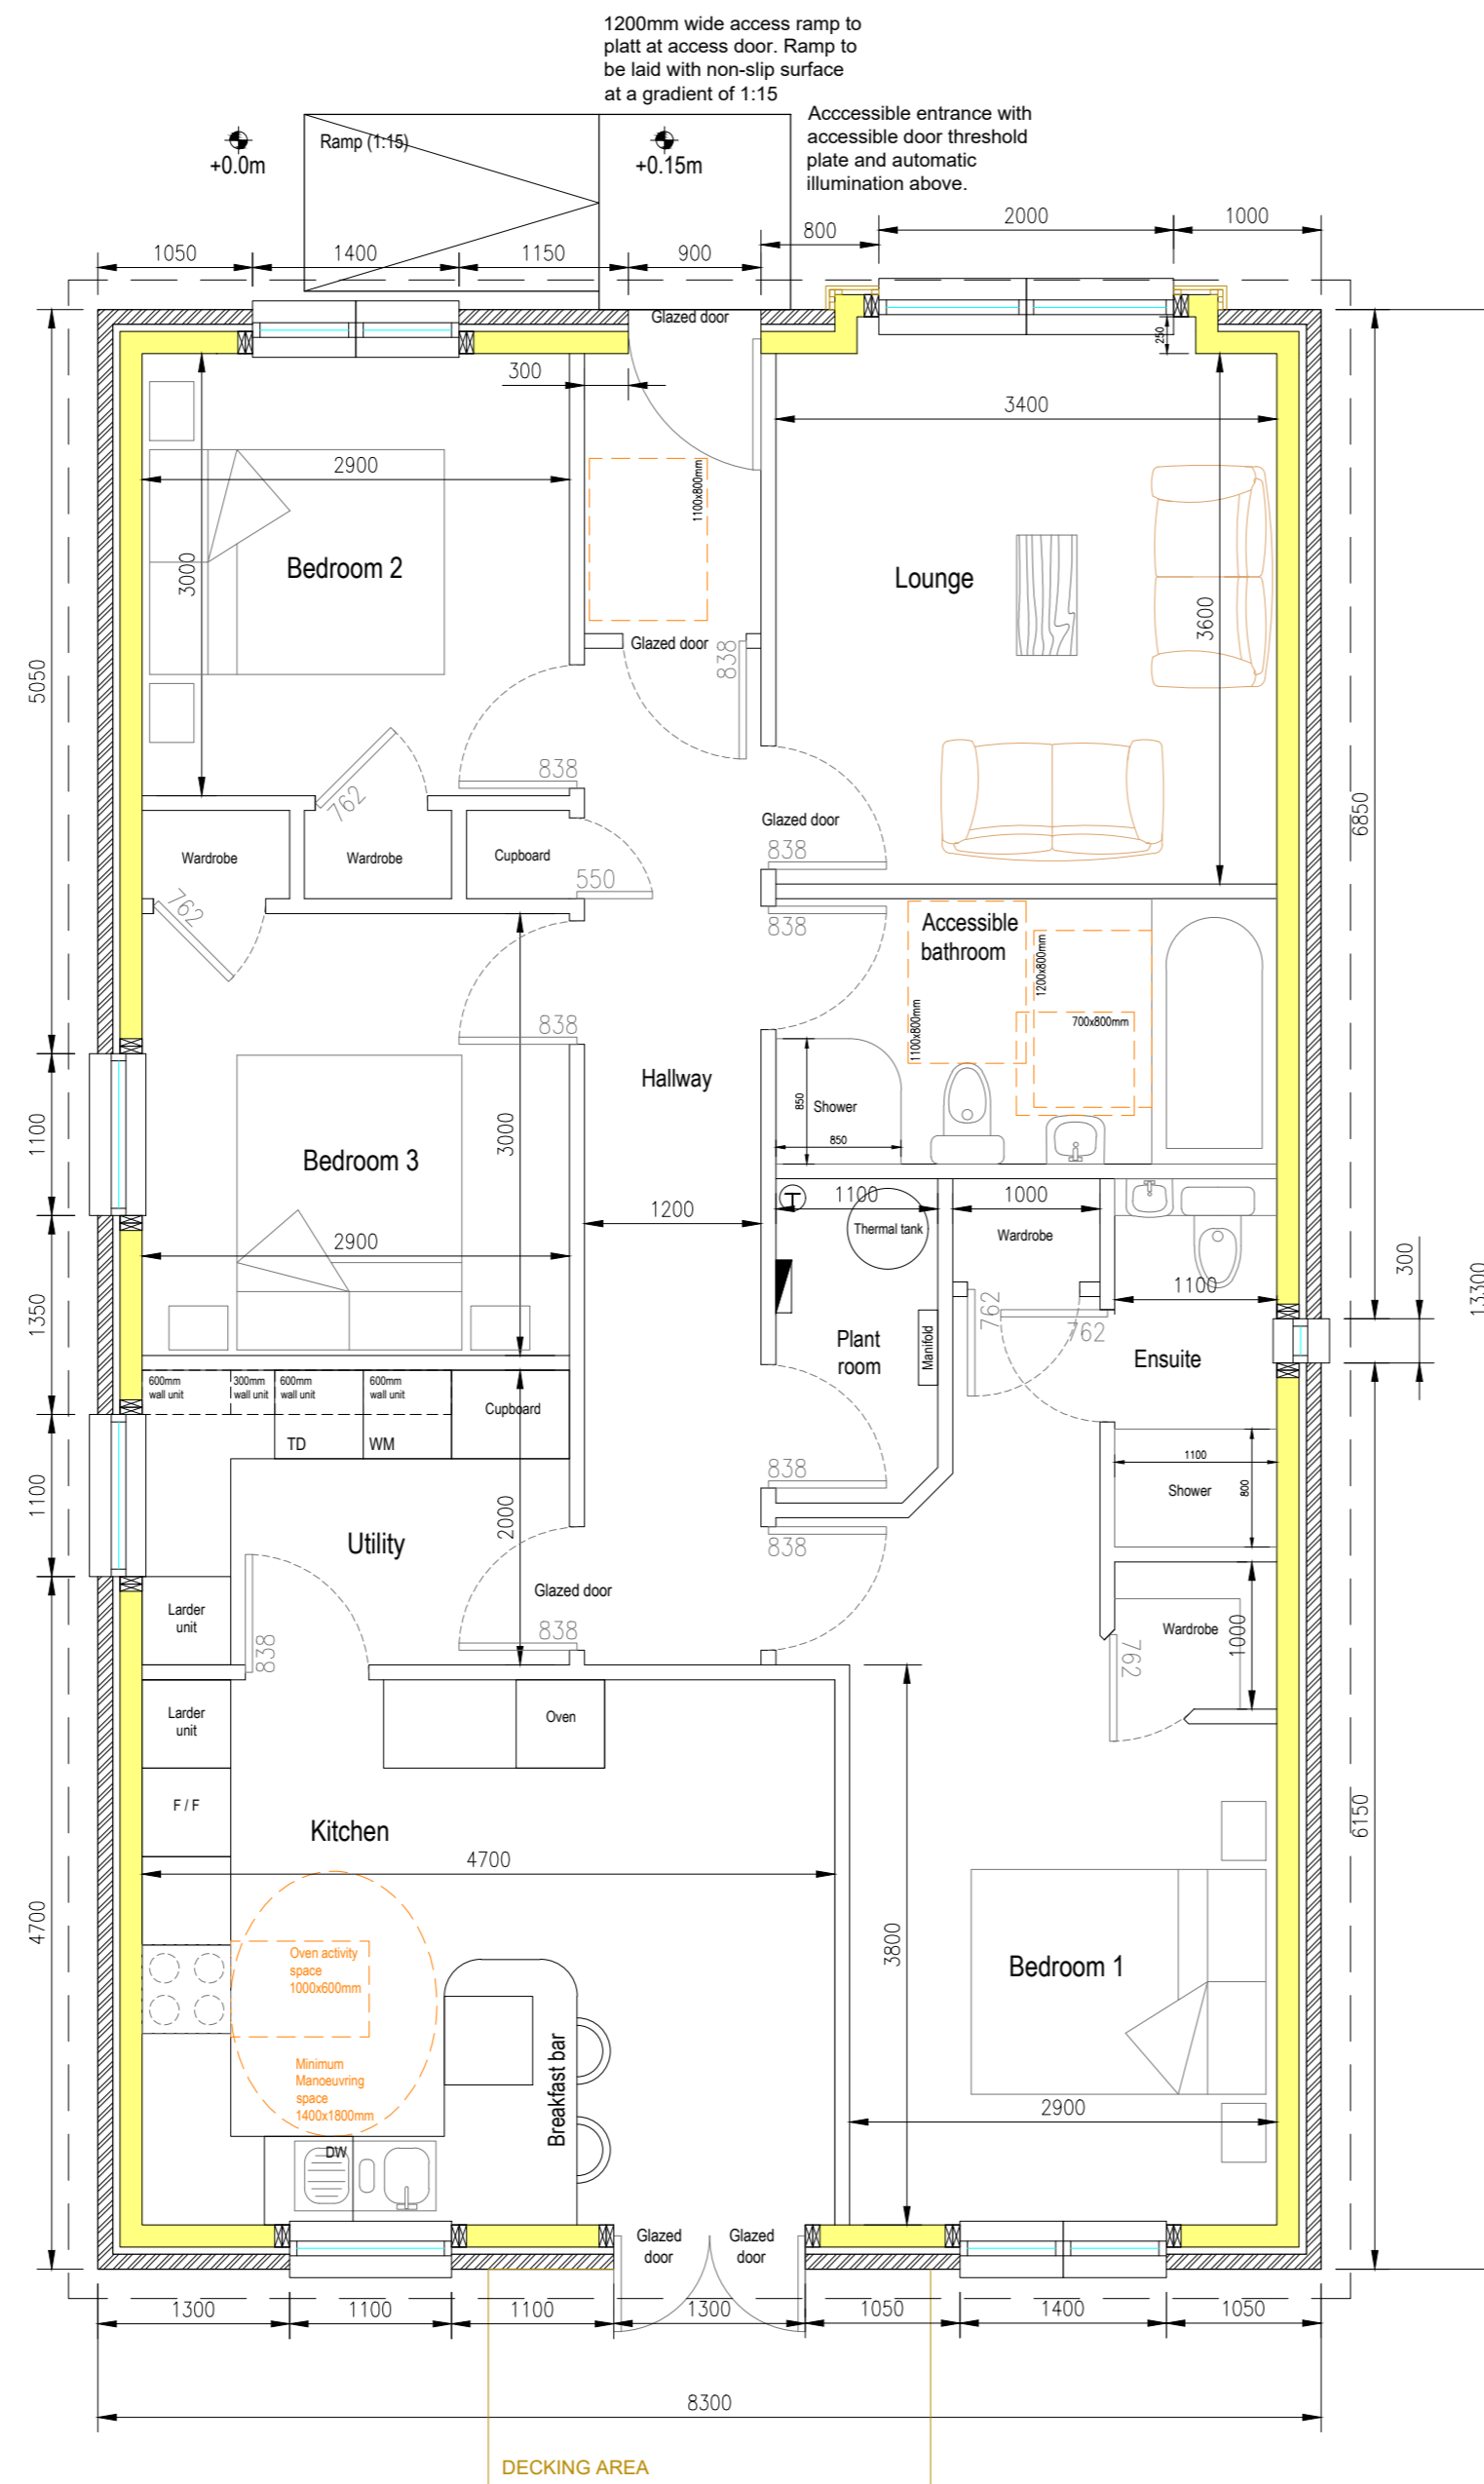 1200mm wide access ramp to
platt at access door. Ramp to
be laid with non-slip surface
at a gradient of 1:15
Acccessible entrance with
accessible door threshold
plate and automatic
illumination above.
Ramp (1:15)
+0.0m
+0.15m
1050
1400
1150
900
800
2000
1000
Glazed door
250
300
3400
2900
1100x800mm
Bedroom 2
3000
Lounge
3600
Glazed door
838
5050
6850
838
762
Glazed door
838
Wardrobe
Wardrobe
Cupboard
550
762
838
Accessible
bathroom
1200x800mm
700x800mm
1100x800mm
838
Hallway
1100
850
Shower
850
Bedroom 3
3000
1200
1100
1000
Thermal tank
Wardrobe
2900
300
13300
1350
1100
762
762
Plant
room
Manifold
Ensuite
600mm
wall unit
300mm
wall unit
600mm
wall unit
600mm
wall unit
Cupboard
TD
WM
838
1100
Shower
800
1100
Utility
2000
838
Glazed door
838
Larder
unit
838
Wardrobe
1000
762
Larder
unit
Oven
F / F
Kitchen
4700
6150
4700
3800
Oven activity
space
1000x600mm
Bedroom 1
Minimum
Manoeuvring
space
1400x1800mm
Breakfast bar
2900
DW
Glazed
door
Glazed
door
1300
1100
1100
1300
1050
1400
1050
8300
DECKING AREA